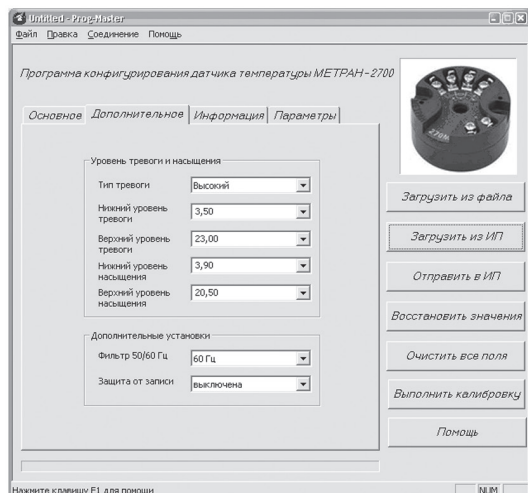 Untitled - Prog-Master
Файл Правка Соединение Помощь
Программа конфигурирования датчика температуры МЕТРАН-2700
Основное Дополнительное Информация Параметры
Уровень тревоги и насыщения
Тип тревоги Высокий
Нижний уровень тревоги 3,50
Верхний уровень тревоги 23,00
Нижний уровень насыщения 3,90
Верхний уровень насыщения 20,50
Дополнительные установки
Фильтр 50/60 Гц 60 Гц
Защита от записи выключена
Загрузить из файла
Загрузить из ИП
Отправить в ИП
Восстановить значения
Очистить все поля
Выполнить калибровку
Помощь
Нажмите клавишу F1 для помощи NUM